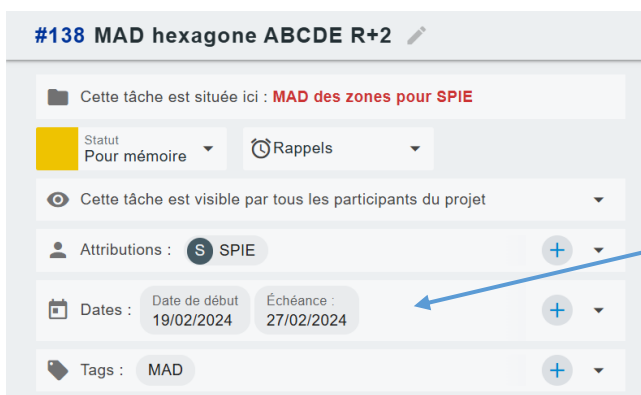 #138 MAD hexagone ABCDE R+2
Cette tâche est située ici : MAD des zones pour SPIE
Statut
Pour mémoire
Rappels
Cette tâche est visible par tous les participants du projet
Attributions : S SPIE
Dates :
Date de début
19/02/2024
Échéance :
27/02/2024
Tags : MAD